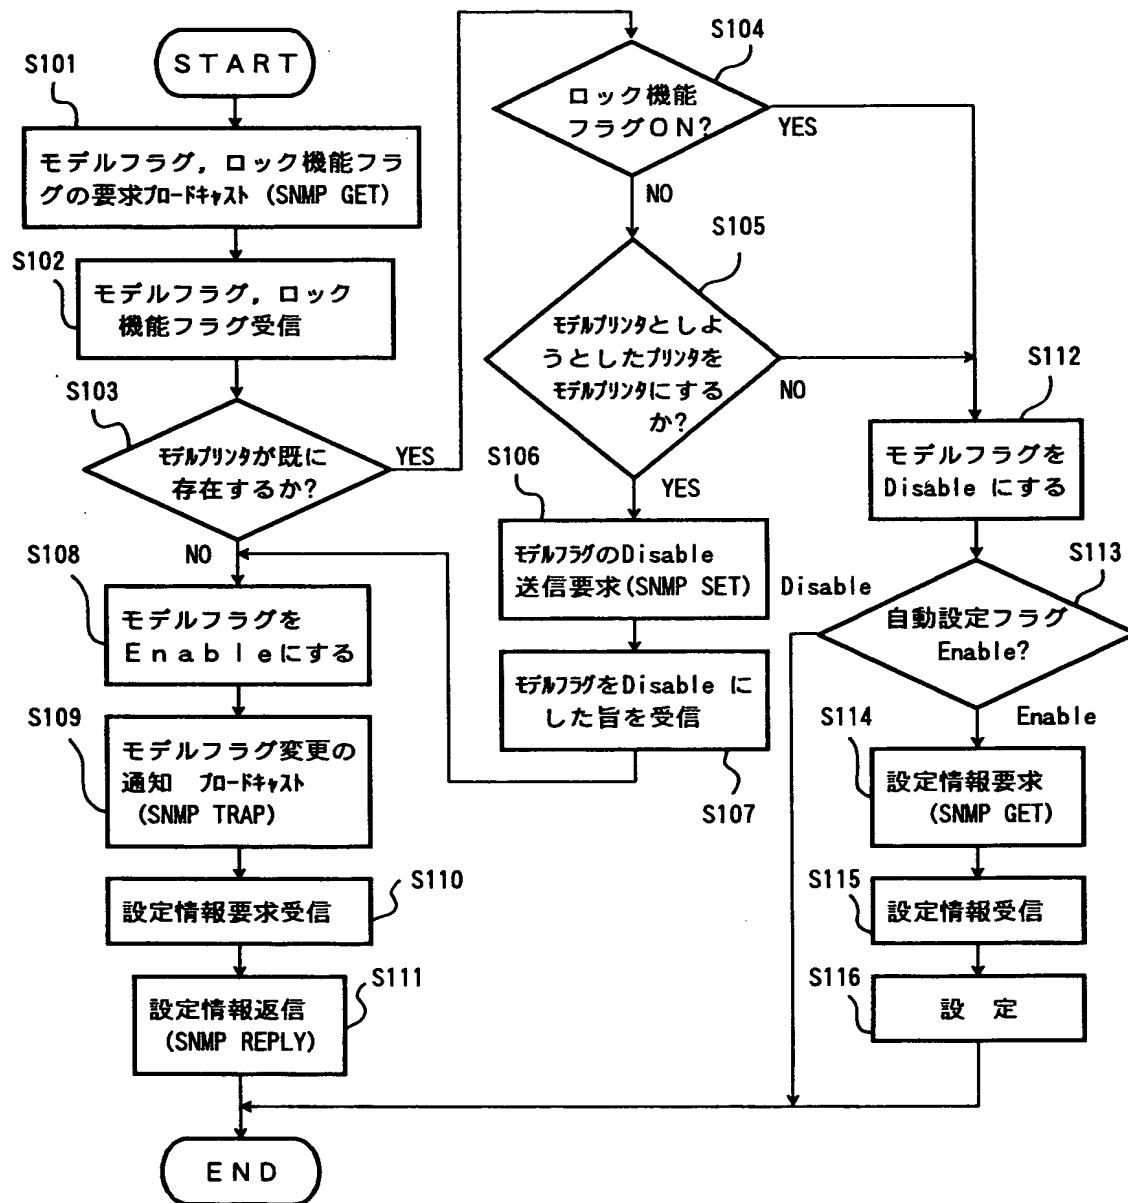 START
S101
モデルフラグ，ロック機能フラ
グの要求ブロードキャスト (SNMP GET)
S102
モデルフラグ，ロック
機能フラグ受信
S103
モデルプリンタが既に
存在するか?
YES
NO
S104
ロック機能
フラグON?
YES
NO
S105
モデルプリンタとしよ
うとしたプリンタを
モデルプリンタにする
か?
NO
YES
S106
モデルフラグのDisable
送信要求(SNMP SET)
モデルフラグをDisable に
した旨を受信
S107
S108
モデルフラグを
Enableにする
S109
モデルフラグ変更の
通知 ブロードキャスト
(SNMP TRAP)
S110
設定情報要求受信
S111
設定情報返信
(SNMP REPLY)
S112
モデルフラグを
Disable にする
S113
Disable
自動設定フラグ
Enable?
Enable
S114
設定情報要求
(SNMP GET)
S115
設定情報受信
S116
設 定
END